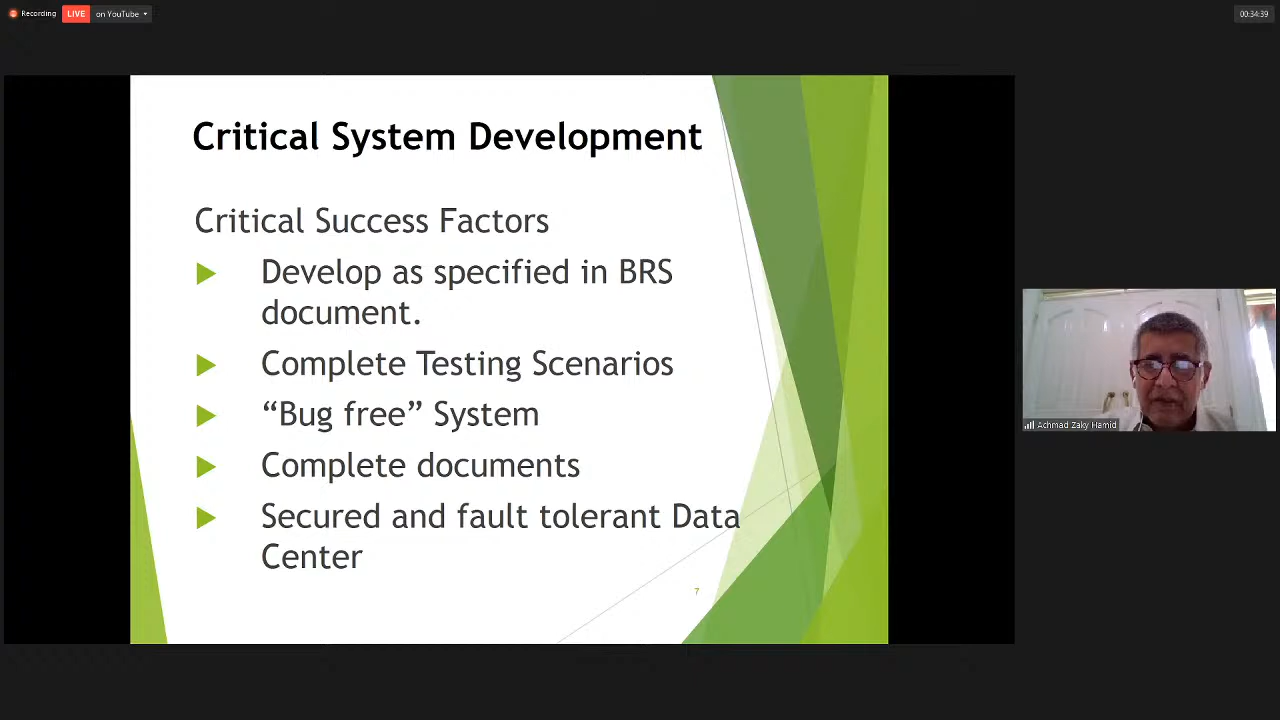 Recording
LIVE on YouTube
00:34:39
Critical System Development
Critical Success Factors
Develop as specified in BRS
document.
Complete Testing Scenarios
“Bug free” System
Complete documents
Secured and fault tolerant Data
Center
7
Achmad Zaky Hamid